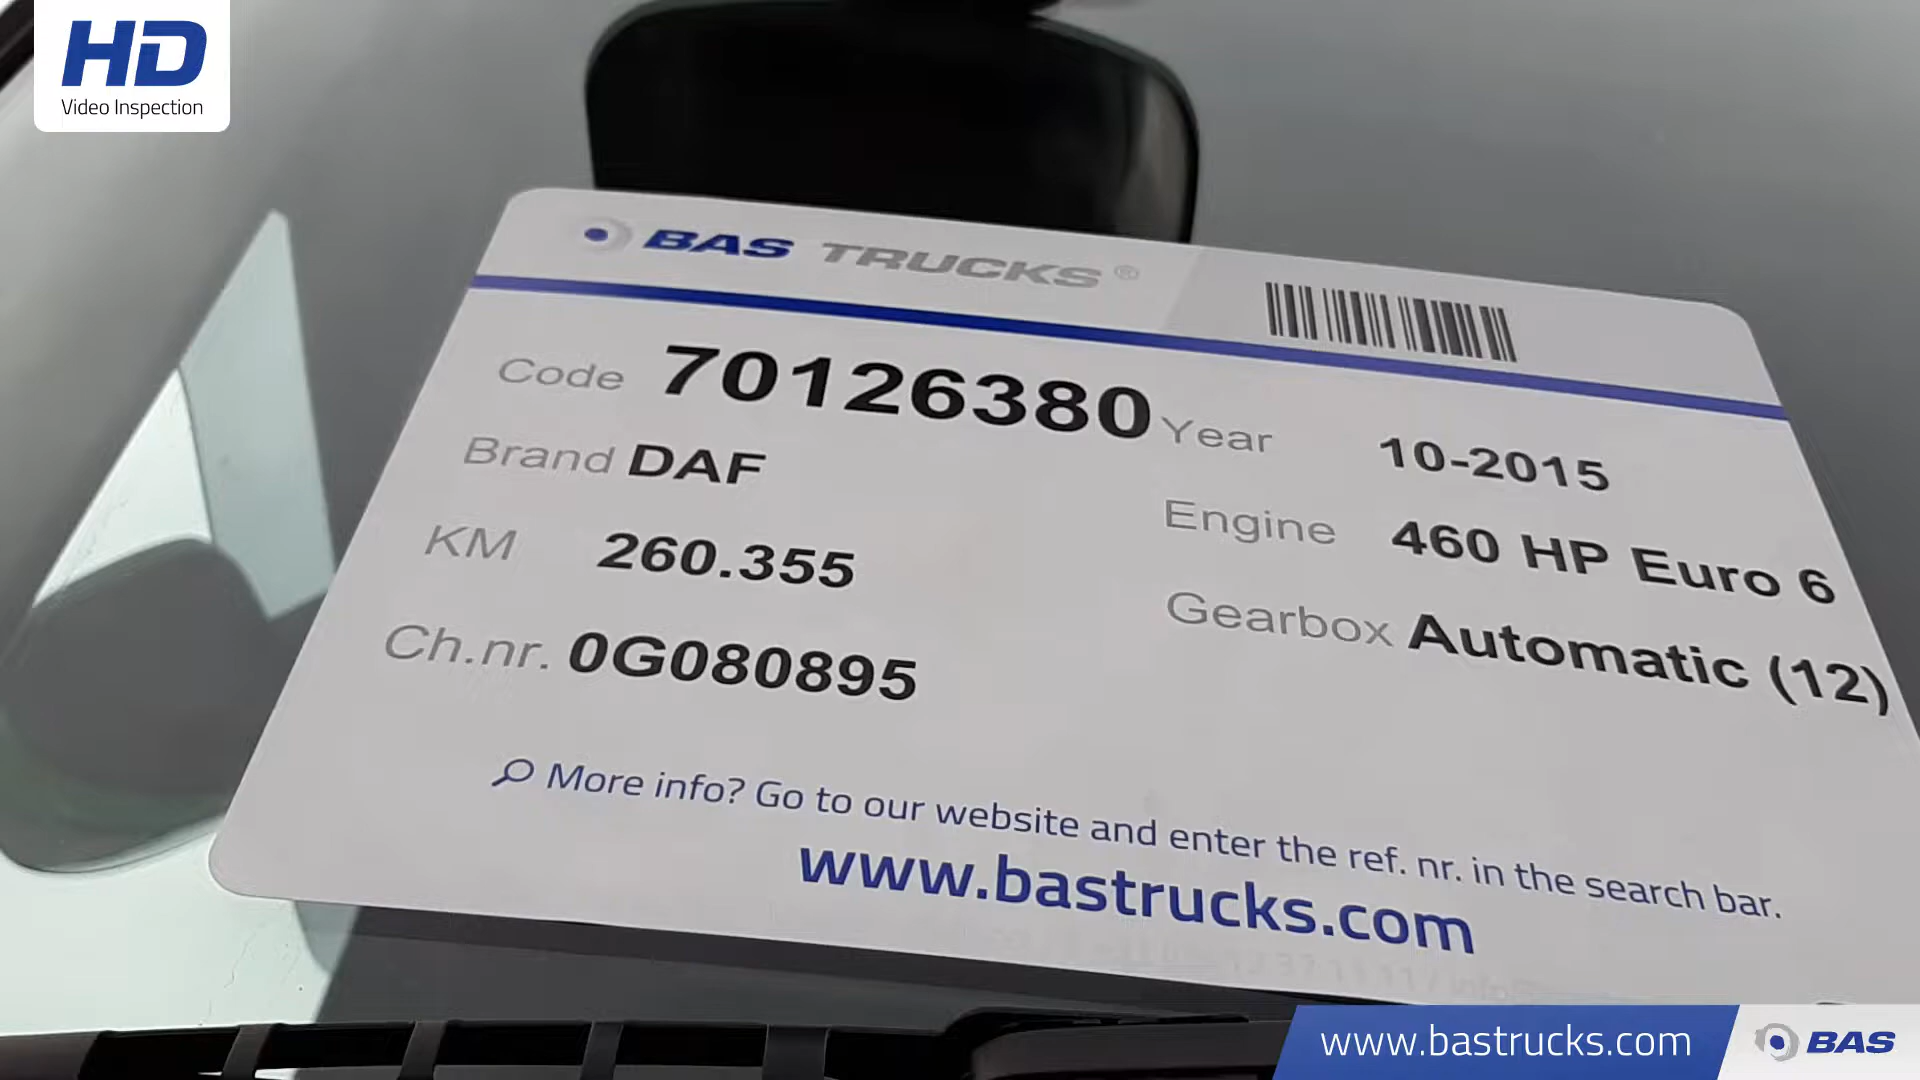 HD
Video Inspection
BAS TRUCKS®
Code 70126380 Year 10-2015
Brand DAF Engine 460 HP Euro 6
KM 260.355 Gearbox Automatic (12)
Ch.nr. 0G080895
More info? Go to our website and enter the ref. nr. in the search bar.
www.bastrucks.com
www.bastrucks.com BAS